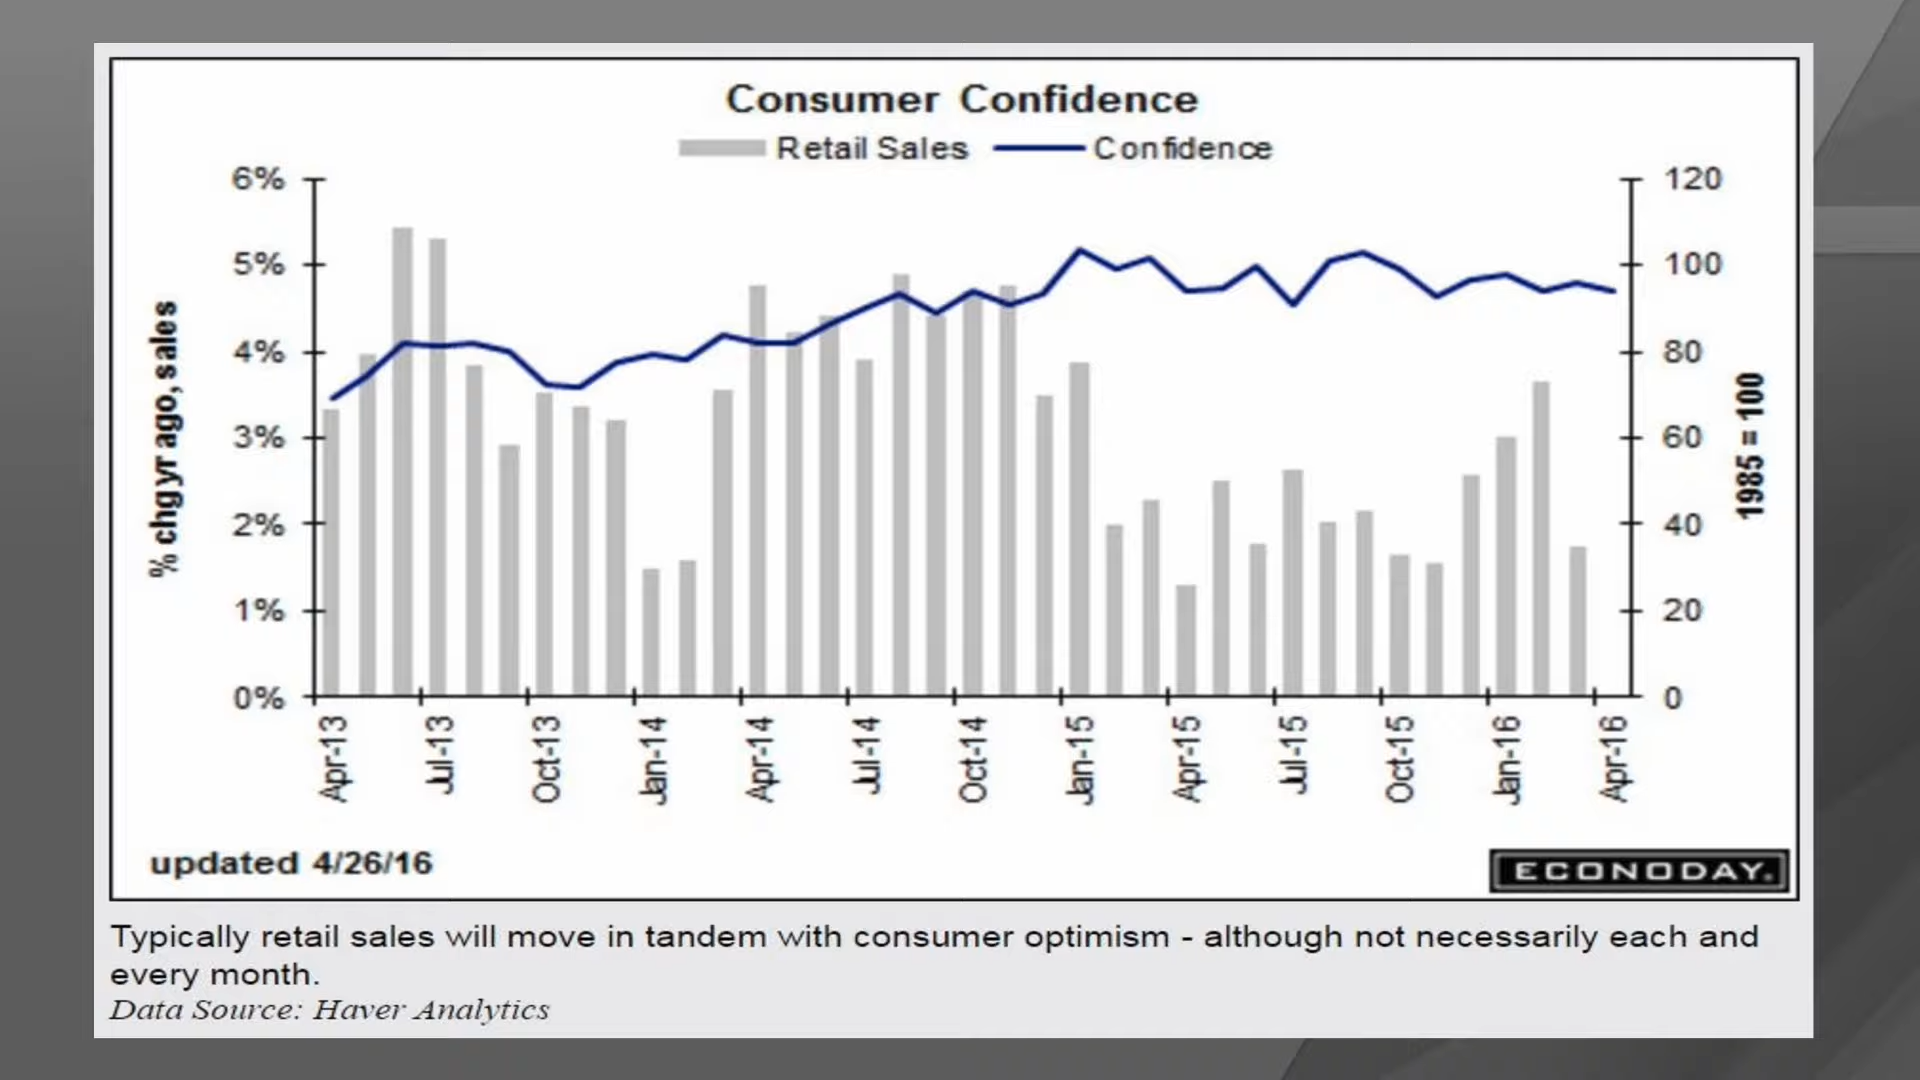 Consumer Confidence
Retail Sales Confidence
6%
5%
4%
3%
2%
1%
0%
% chgyr ago, sales
120
100
80
60
40
20
0
1985 = 100
Apr-13
Jul-13
Oct-13
Jan-14
Apr-14
Jul-14
Oct-14
Jan-15
Apr-15
Jul-15
Oct-15
Jan-16
Apr-16
updated 4/26/16
ECONODAY.
Typically retail sales will move in tandem with consumer optimism - although not necessarily each and
every month.
Data Source: Haver Analytics